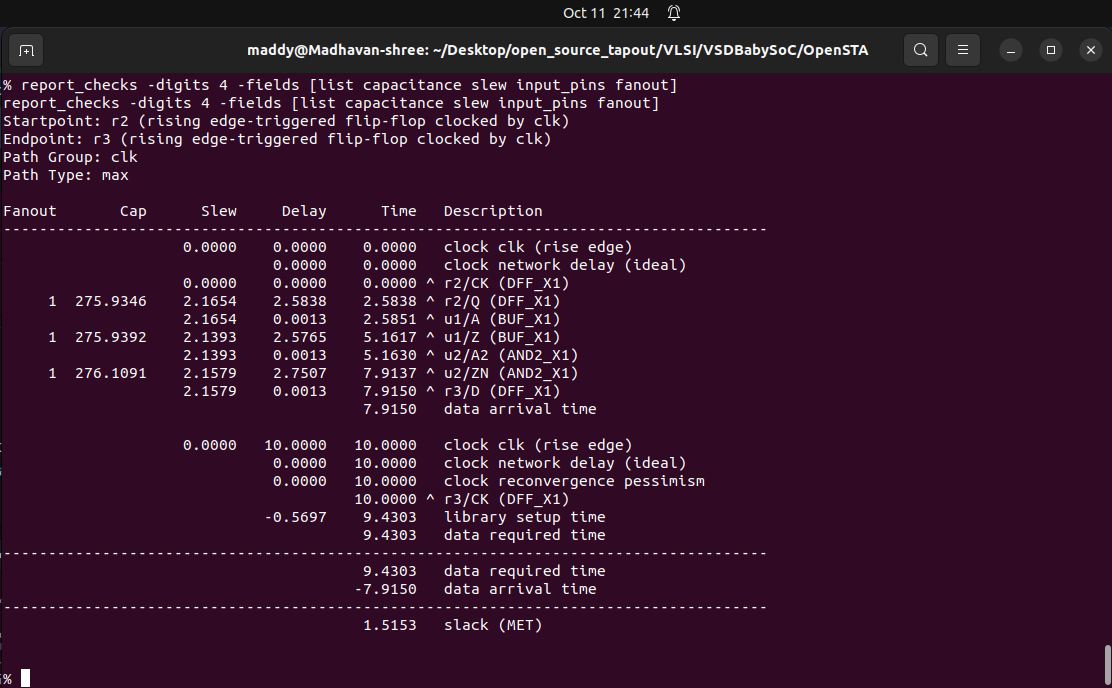 Oct 11 21:44
maddy@Madhavan-shree: ~/Desktop/open_source_tapout/VLSI/VSDBabySoC/OpenSTA
% report_checks -digits 4 -fields [list capacitance slew input_pins fanout]
report_checks -digits 4 -fields [list capacitance slew input_pins fanout]
Startpoint: r2 (rising edge-triggered flip-flop clocked by clk)
Endpoint: r3 (rising edge-triggered flip-flop clocked by clk)
Path Group: clk
Path Type: max
Fanout       Cap      Slew     Delay      Time   Description
-------------------------------------------------------------------------------------
                    0.0000    0.0000    0.0000   clock clk (rise edge)
                              0.0000    0.0000   clock network delay (ideal)
                    0.0000    0.0000    0.0000 ^ r2/CK (DFF_X1)
     1  275.9346    2.1654    2.5838    2.5838 ^ r2/Q (DFF_X1)
                    2.1654    0.0013    2.5851 ^ u1/A (BUF_X1)
     1  275.9392    2.1393    2.5765    5.1617 ^ u1/Z (BUF_X1)
                    2.1393    0.0013    5.1630 ^ u2/A2 (AND2_X1)
     1  276.1091    2.1579    2.7507    7.9137 ^ u2/ZN (AND2_X1)
                    2.1579    0.0013    7.9150 ^ r3/D (DFF_X1)
                                        7.9150   data arrival time
                    0.0000   10.0000   10.0000   clock clk (rise edge)
                              0.0000   10.0000   clock network delay (ideal)
                              0.0000   10.0000   clock reconvergence pessimism
                                       10.0000 ^ r3/CK (DFF_X1)
                             -0.5697    9.4303   library setup time
                                        9.4303   data required time
-------------------------------------------------------------------------------------
                                        9.4303   data required time
                                       -7.9150   data arrival time
-------------------------------------------------------------------------------------
                                        1.5153   slack (MET)
%